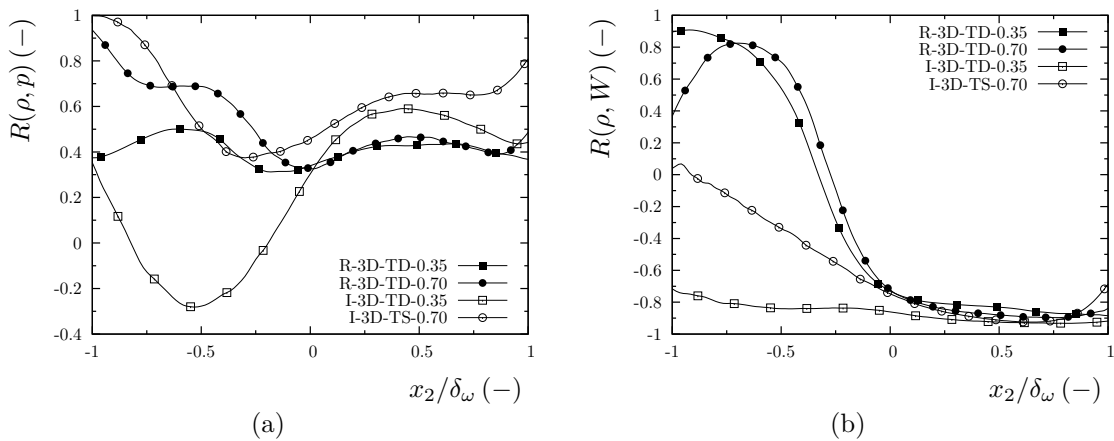 R(ρ, p) (−)
1
0.8
0.6
0.4
0.2
0
-0.2
-0.4
-1
-0.5
0
0.5
1
R-3D-TD-0.35
R-3D-TD-0.70
I-3D-TD-0.35
I-3D-TS-0.70
x₂/δ_ω (−)
(a)
R(ρ, W) (−)
1
0.8
0.6
0.4
0.2
0
-0.2
-0.4
-0.6
-0.8
-1
-1
-0.5
0
0.5
1
R-3D-TD-0.35
R-3D-TD-0.70
I-3D-TD-0.35
I-3D-TS-0.70
x₂/δ_ω (−)
(b)